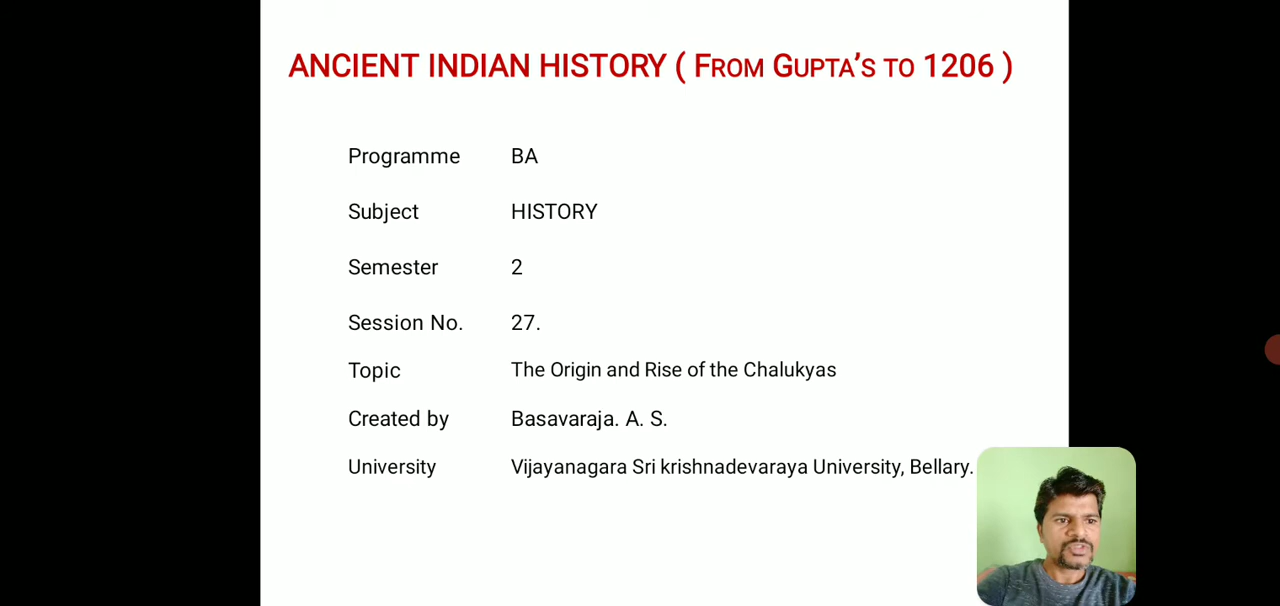 ANCIENT INDIAN HISTORY ( FROM GUPTA'S TO 1206 )
Programme BA
Subject HISTORY
Semester 2
Session No. 27.
Topic The Origin and Rise of the Chalukyas
Created by Basavaraja. A. S.
University Vijayanagara Sri krishnadevaraya University, Bellary.